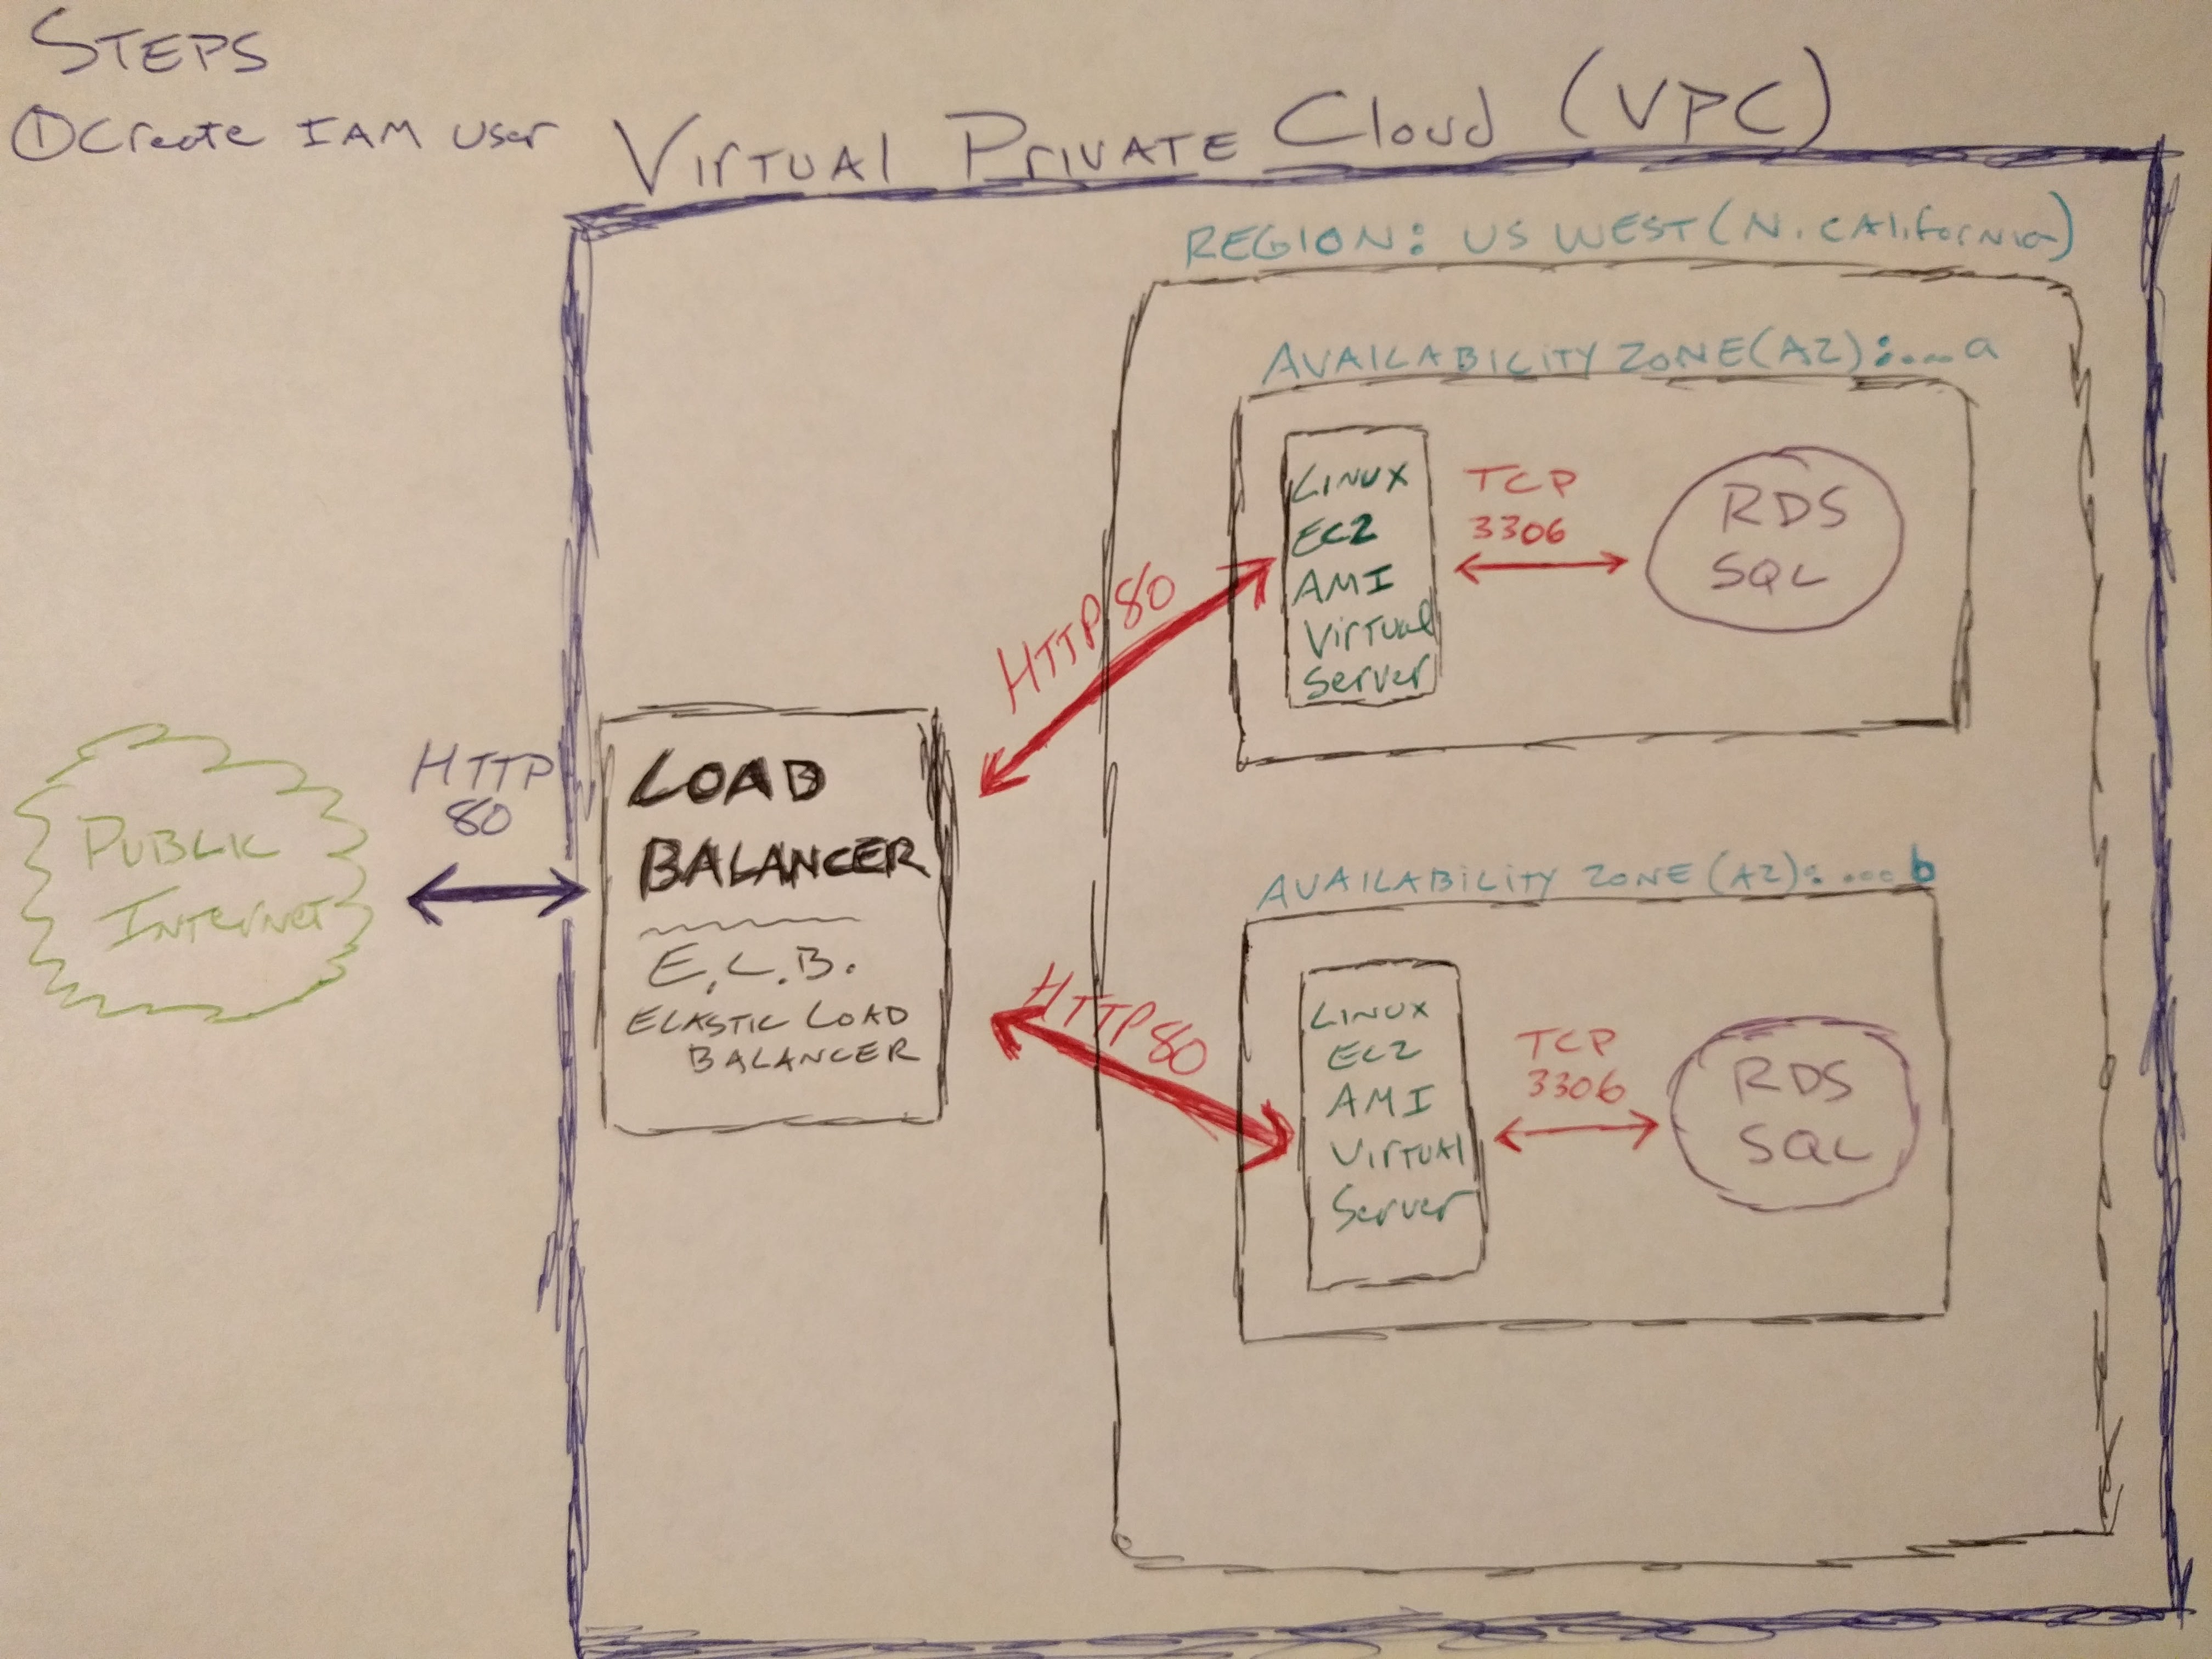 STEPS
① Create IAM User
Virtual Private Cloud (VPC)
REGION: US WEST (N. California)
AVAILABILITY ZONE (AZ): ... a
LINUX
EC2
AMI
Virtual
Server
TCP
3306
RDS
SQL
HTTP 80
PUBLIC
INTERNET
HTTP
80
LOAD
BALANCER
E.L.B.
ELASTIC LOAD
BALANCER
HTTP 80
AVAILABILITY ZONE (AZ): ... b
LINUX
EC2
AMI
VIRTUAL
Server
TCP
3306
RDS
SQL